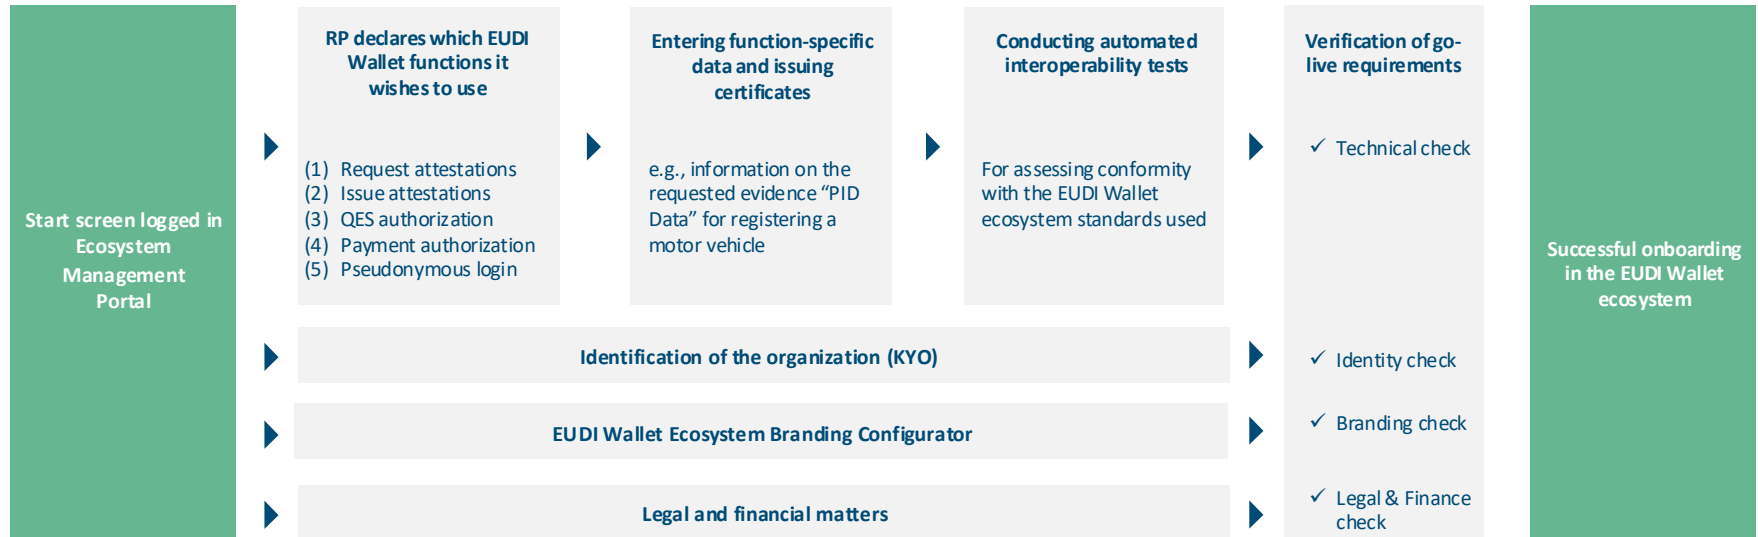 Start screen logged in
Ecosystem
Management
Portal
RP declares which EUDI
Wallet functions it
wishes to use
(1) Request attestations
(2) Issue attestations
(3) QES authorization
(4) Payment authorization
(5) Pseudonymous login
Entering function-specific
data and issuing
certificates
e.g., information on the
requested evidence “PID
Data” for registering a
motor vehicle
Conducting automated
interoperability tests
For assessing conformity
with the EUDI Wallet
ecosystem standards used
Identification of the organization (KYO)
EUDI Wallet Ecosystem Branding Configurator
Legal and financial matters
Verification of go-
live requirements
✓ Technical check
✓ Identity check
✓ Branding check
✓ Legal & Finance
check
Successful onboarding
in the EUDI Wallet
ecosystem